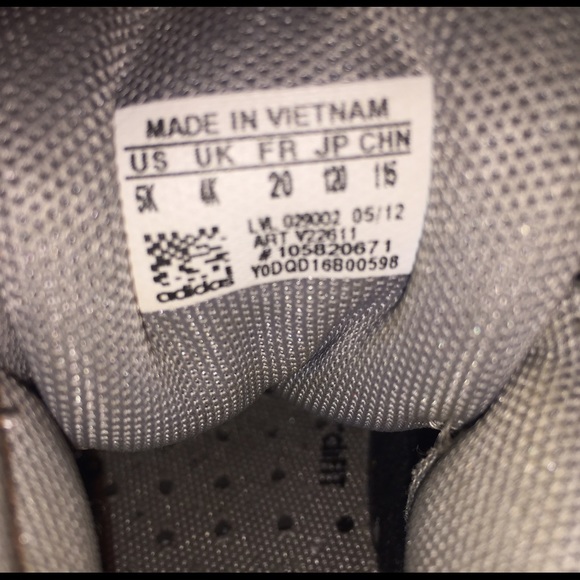 MADE IN VIETNAM
US UK FR JP CHN
5K 4K 20 120 115
LVL 029002 05/12
ART V22611
# 105820671
Y0DQD16B00598
adidas